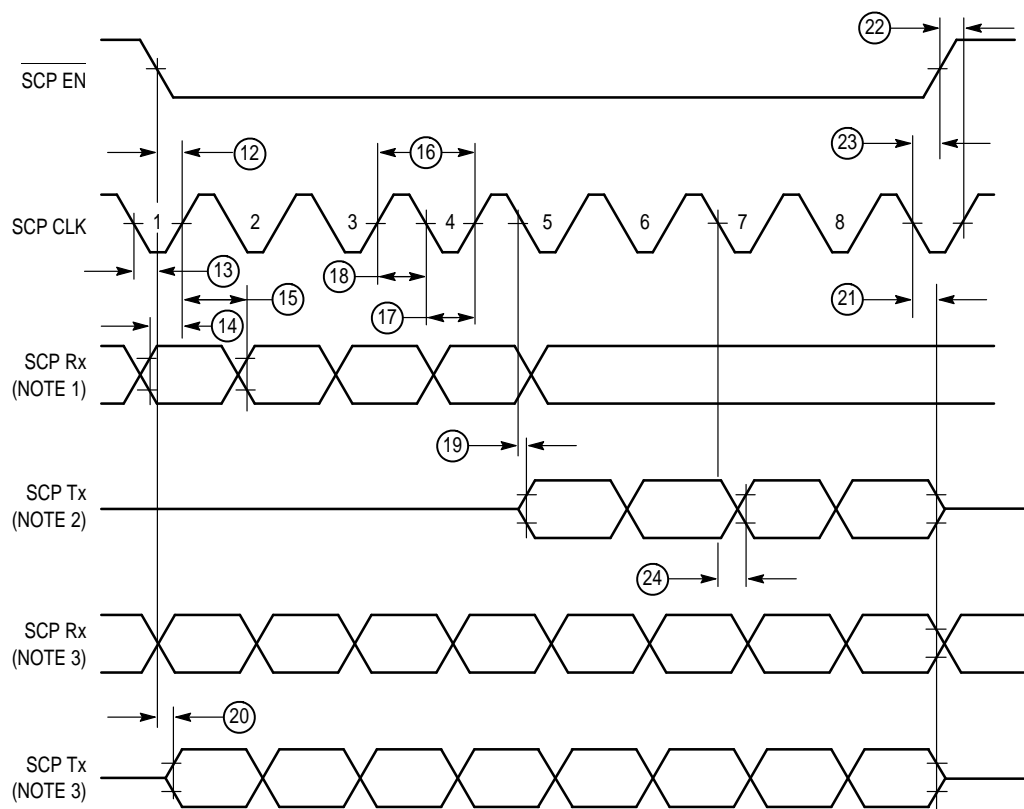 22
SCP EN
23
12
16
SCP CLK
1 2 3 4 5 6 7 8
13
18
15
21
14
17
SCP Rx
(NOTE 1)
19
SCP Tx
(NOTE 2)
24
SCP Rx
(NOTE 3)
20
SCP Tx
(NOTE 3)